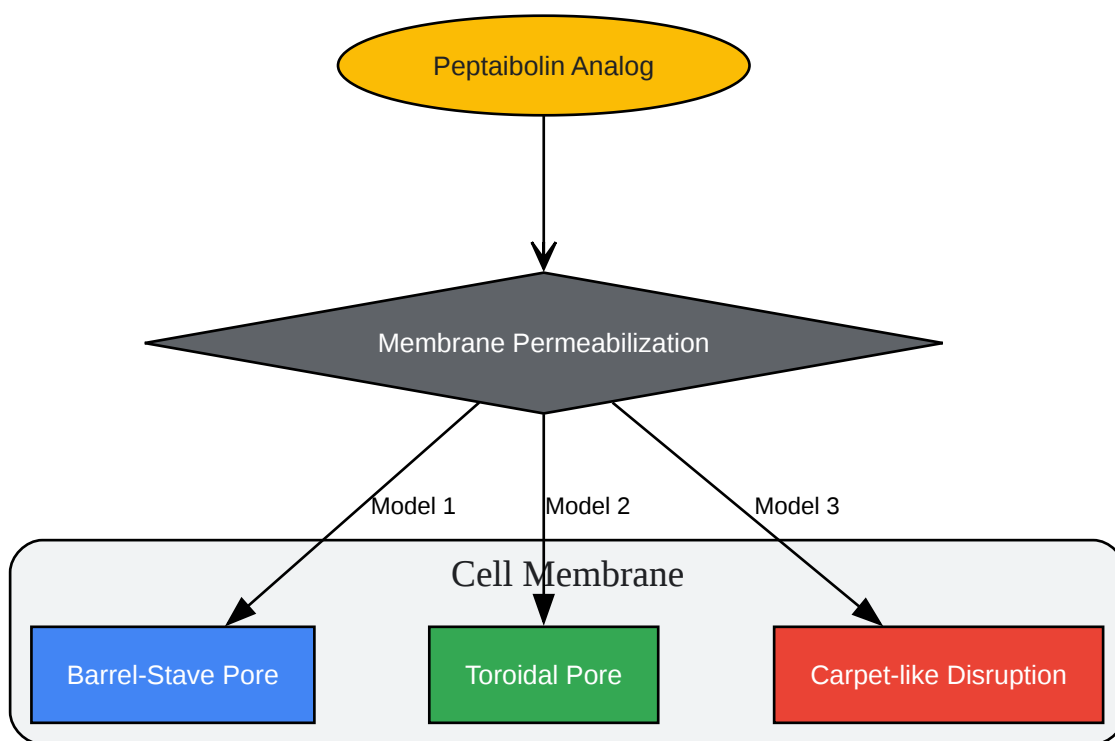 Peptaibolin Analog
Membrane Permeabilization
Model 1
Model 2
Model 3
Cell Membrane
Barrel-Stave Pore
Toroidal Pore
Carpet-like Disruption